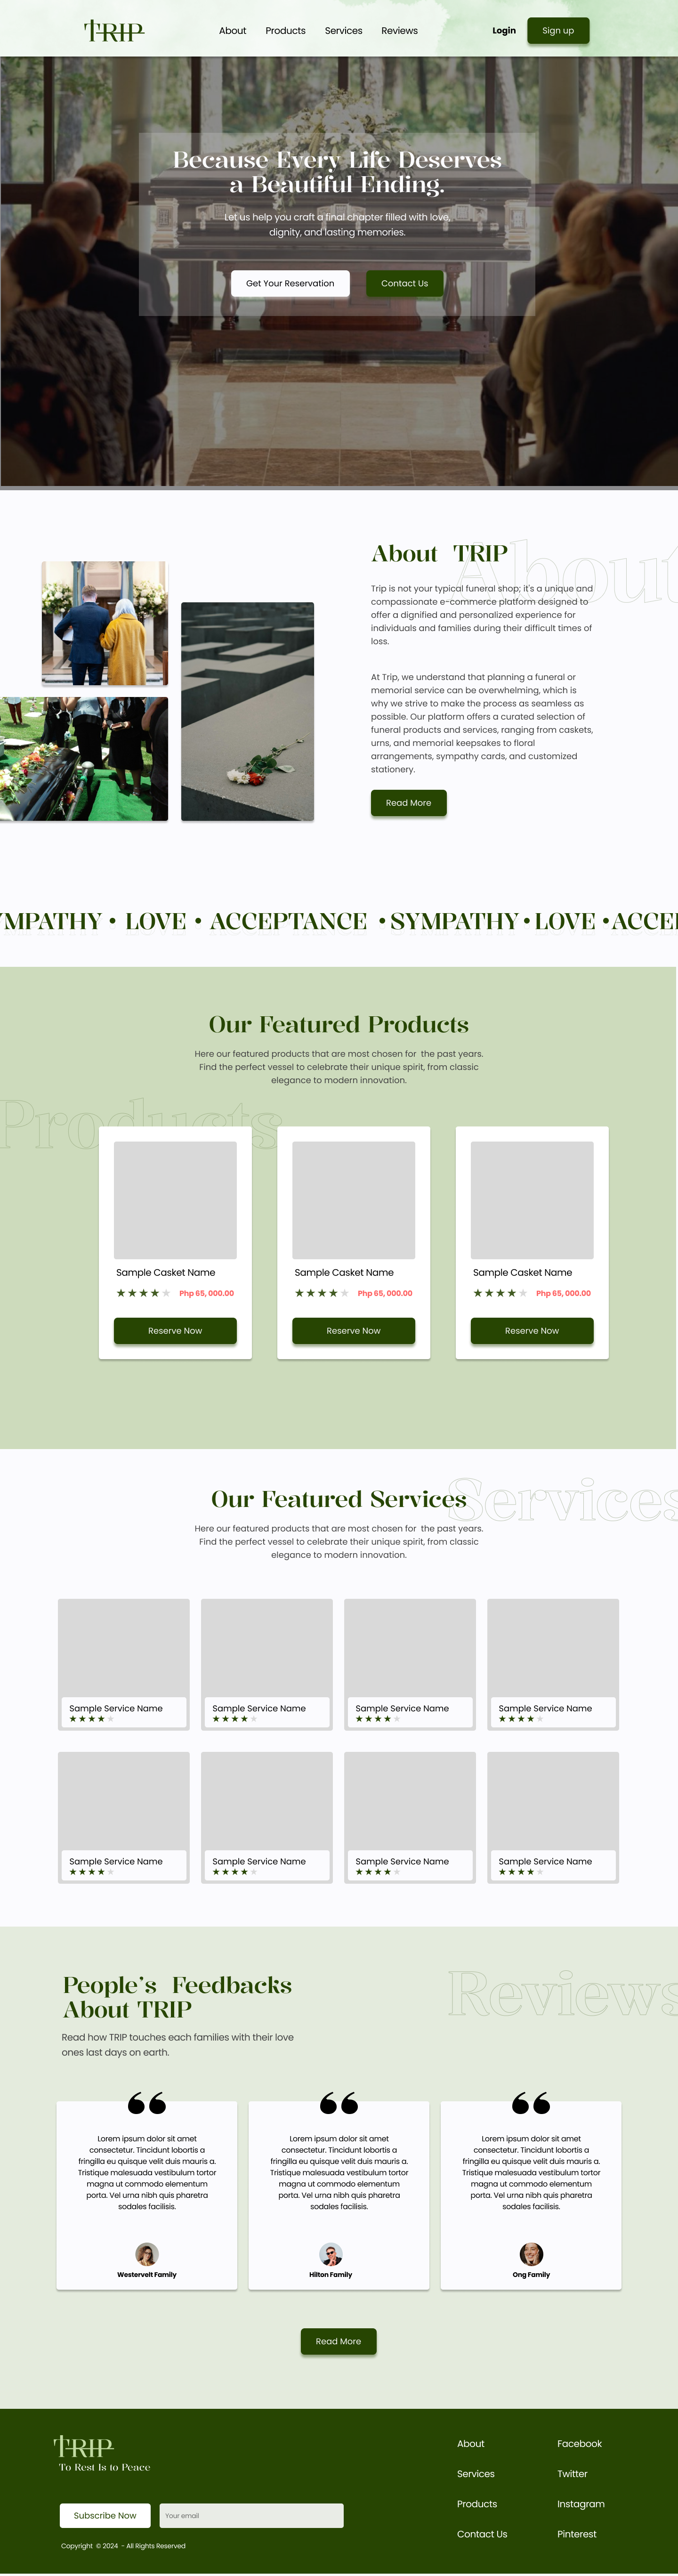 TRIP
About Products Services Reviews
Login Sign up
Because Every Life Deserves
a Beautiful Ending.
Let us help you craft a final chapter filled with love,
dignity, and lasting memories.
Get Your Reservation Contact Us
About
About TRIP
Trip is not your typical funeral shop; it's a unique and
compassionate e-commerce platform designed to
offer a dignified and personalized experience for
individuals and families during their difficult times of
loss.
At Trip, we understand that planning a funeral or
memorial service can be overwhelming, which is
why we strive to make the process as seamless as
possible. Our platform offers a curated selection of
funeral products and services, ranging from caskets,
urns, and memorial keepsakes to floral
arrangements, sympathy cards, and customized
stationery.
Read More
YMPATHY • LOVE • ACCEPTANCE • SYMPATHY • LOVE • ACCEP
Our Featured Products
Here our featured products that are most chosen for the past years.
Find the perfect vessel to celebrate their unique spirit, from classic
elegance to modern innovation.
Products
Sample Casket Name Sample Casket Name Sample Casket Name
Php 65, 000.00 Php 65, 000.00 Php 65, 000.00
Reserve Now Reserve Now Reserve Now
Services
Our Featured Services
Here our featured products that are most chosen for the past years.
Find the perfect vessel to celebrate their unique spirit, from classic
elegance to modern innovation.
Sample Service Name Sample Service Name Sample Service Name Sample Service Name
Sample Service Name Sample Service Name Sample Service Name Sample Service Name
Reviews
People's Feedbacks
About TRIP
Read how TRIP touches each families with their love
ones last days on earth.
Lorem ipsum dolor sit amet
consectetur. Tincidunt lobortis a
fringilla eu quisque velit duis mauris a.
Tristique malesuada vestibulum tortor
magna ut commodo elementum
porta. Vel urna nibh quis pharetra
sodales facilisis.
Westervelt Family
Lorem ipsum dolor sit amet
consectetur. Tincidunt lobortis a
fringilla eu quisque velit duis mauris a.
Tristique malesuada vestibulum tortor
magna ut commodo elementum
porta. Vel urna nibh quis pharetra
sodales facilisis.
Hilton Family
Lorem ipsum dolor sit amet
consectetur. Tincidunt lobortis a
fringilla eu quisque velit duis mauris a.
Tristique malesuada vestibulum tortor
magna ut commodo elementum
porta. Vel urna nibh quis pharetra
sodales facilisis.
Ong Family
Read More
TRIP
To Rest Is to Peace
Subscribe Now Your email
Copyright © 2024 - All Rights Reserved
About
Services
Products
Contact Us
Facebook
Twitter
Instagram
Pinterest